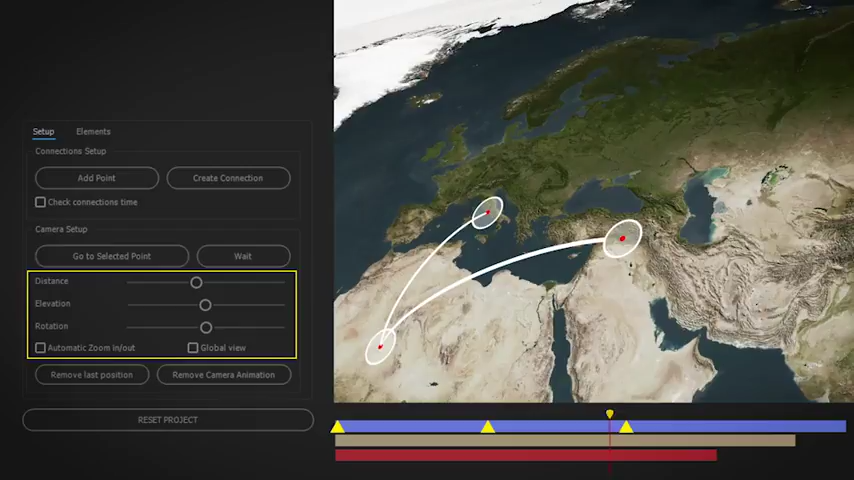 Setup Elements
Connections Setup
Add Point Create Connection
Check connections time
Camera Setup
Go to Selected Point Wait
Distance
Elevation
Rotation
Automatic Zoom in/out Global view
Remove last position Remove Camera Animation
RESET PROJECT